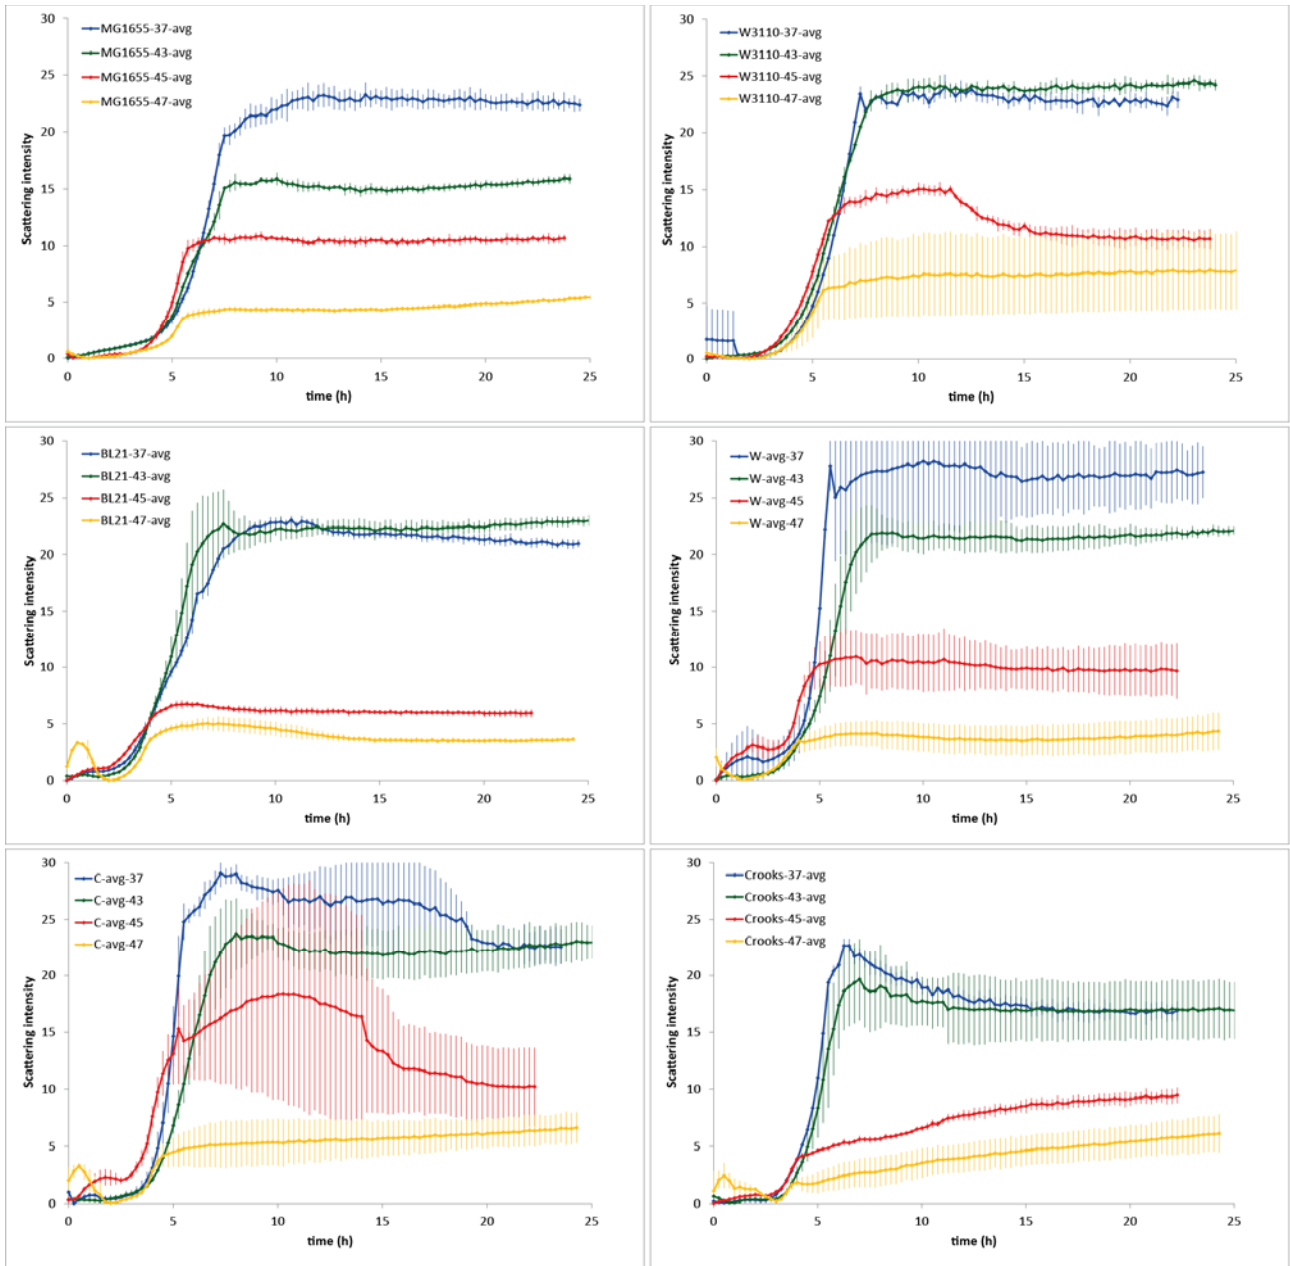 30
25
20
15
10
5
0
Scattering intensity
MG1655-37-avg
MG1655-43-avg
MG1655-45-avg
MG1655-47-avg
0 5 10 15 20 25
time (h)
30
25
20
15
10
5
0
Scattering intensity
W3110-37-avg
W3110-43-avg
W3110-45-avg
W3110-47-avg
0 5 10 15 20 25
time (h)
30
25
20
15
10
5
0
Scattering intensity
BL21-37-avg
BL21-43-avg
BL21-45-avg
BL21-47-avg
0 5 10 15 20 25
time (h)
30
25
20
15
10
5
0
Scattering intensity
W-avg-37
W-avg-43
W-avg-45
W-avg-47
0 5 10 15 20 25
time (h)
30
25
20
15
10
5
0
Scattering intensity
C-avg-37
C-avg-43
C-avg-45
C-avg-47
0 5 10 15 20 25
time (h)
30
25
20
15
10
5
0
Scattering intensity
Crooks-37-avg
Crooks-43-avg
Crooks-45-avg
Crooks-47-avg
0 5 10 15 20 25
time (h)